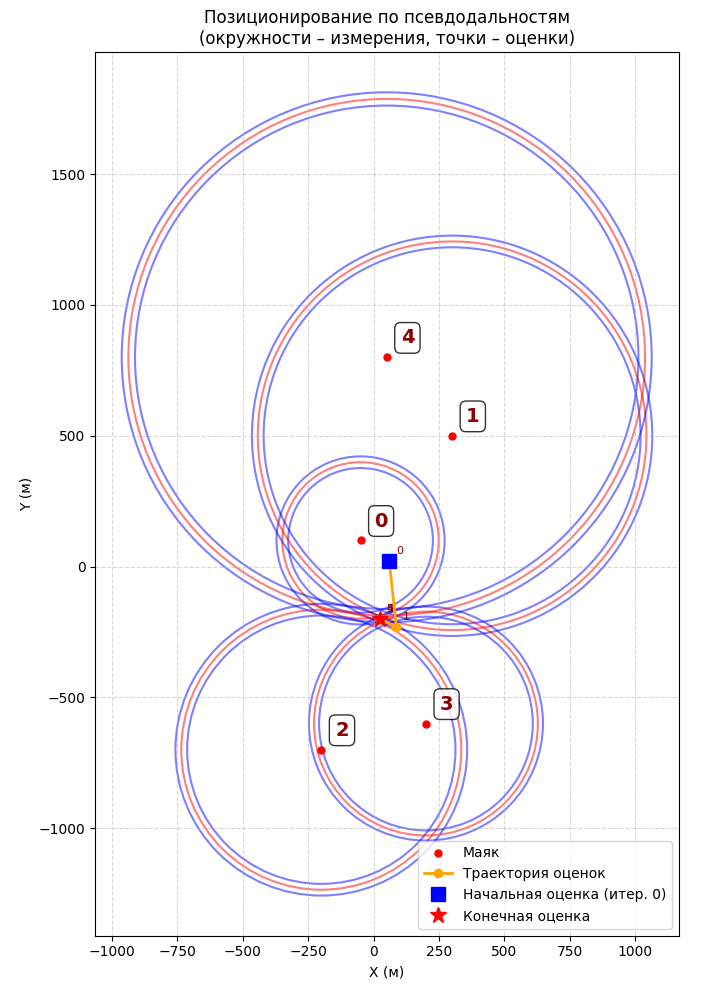 Позиционирование по псевдодальностям
(окружности – измерения, точки – оценки)
Y (м)
1500
1000
500
0
−500
−1000
4
1
0
0
1
2
3
Маяк
Траектория оценок
Начальная оценка (итер. 0)
Конечная оценка
−1000 −750 −500 −250 0 250 500 750 1000
X (м)